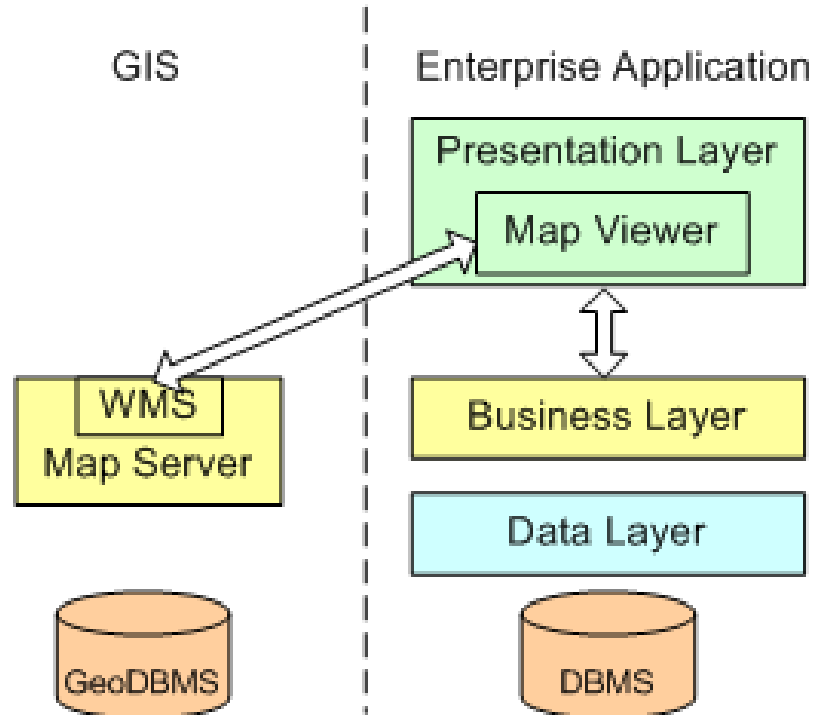 GIS
Enterprise Application
Presentation Layer
Map Viewer
WMS
Map Server
Business Layer
Data Layer
GeoDBMS
DBMS